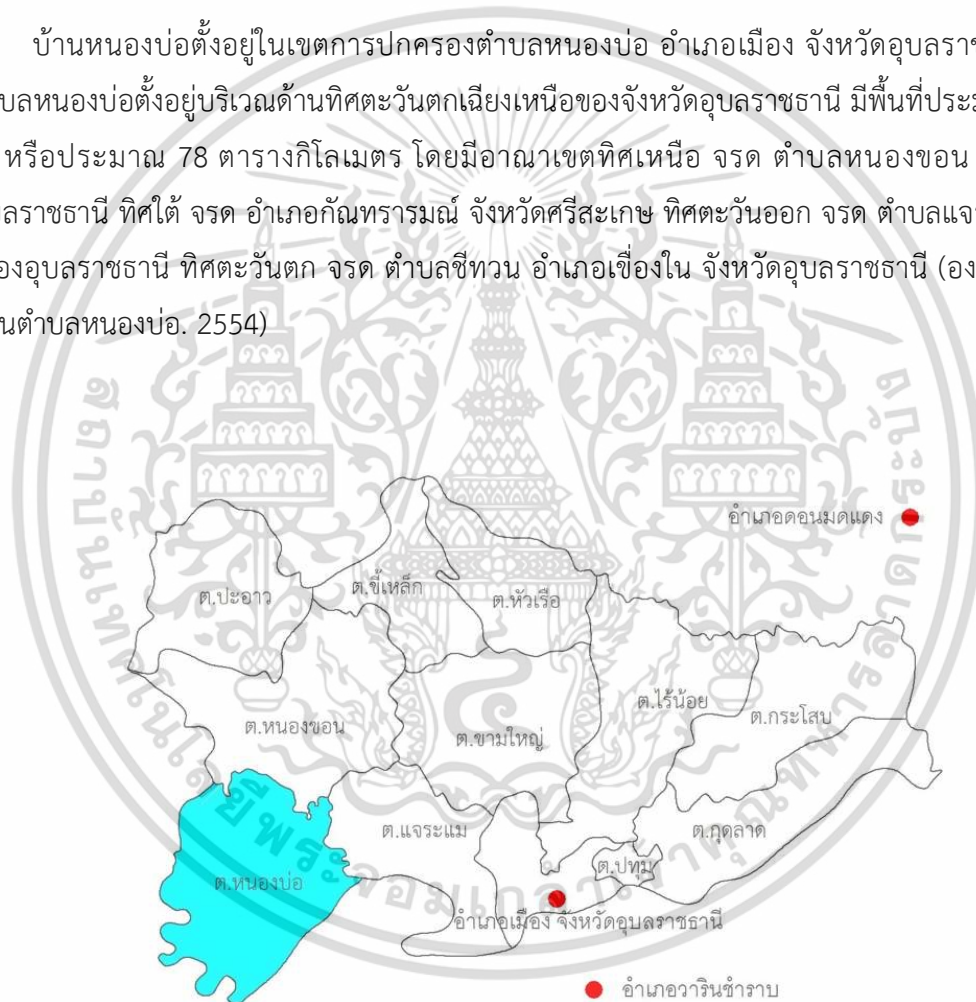 บ้านหนองบ่อตั้งอยู่ในเขตการปกครองตำบลหนองบ่อ อำเภอเมือง จังหวัดอุบลราช
บลหนองบ่อตั้งอยู่บริเวณด้านทิศตะวันตกเฉียงเหนือของจังหวัดอุบลราชธานี มีพื้นที่ประม
หรือประมาณ 78 ตารางกิโลเมตร โดยมีอาณาเขตทิศเหนือ จรด ตำบลหนองขอน
ลราชธานี ทิศใต้ จรด อำเภอกัณทรารมณ์ จังหวัดศรีสะเกษ ทิศตะวันออก จรด ตำบลแจ
องอุบลราชธานี ทิศตะวันตก จรด ตำบลชีทวน อำเภอเขื่องใน จังหวัดอุบลราชธานี (อง
นตำบลหนองบ่อ. 2554)
อำเภอดอนมดแดง
ต.ปะอาว
ต.ขี้เหล็ก
ต.หัวเรือ
ต.หนองขอน
ต.ขามใหญ่
ต.ไร่น้อย
ต.กระโสบ
ต.แจระแม
ต.กุดลาด
ต.ปทุม
ต.หนองบ่อ
อำเภอเมือง จังหวัดอุบลราชธานี
อำเภอวารินชำราบ